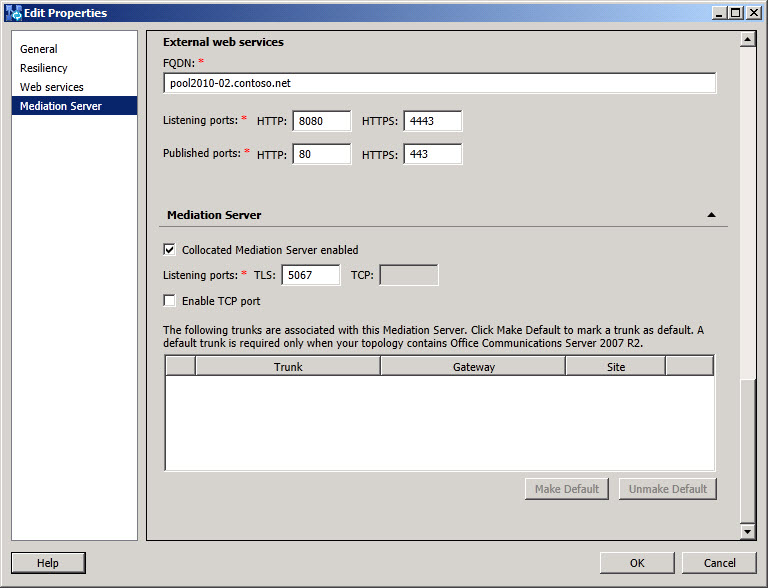 Edit Properties
General
Resiliency
Web services
Mediation Server
External web services
FQDN: *
pool2010-02.contoso.net
Listening ports: * HTTP: 8080 HTTPS: 4443
Published ports: * HTTP: 80 HTTPS: 443
Mediation Server
Collocated Mediation Server enabled
Listening ports: * TLS: 5067 TCP:
Enable TCP port
The following trunks are associated with this Mediation Server. Click Make Default to mark a trunk as default. A
default trunk is required only when your topology contains Office Communications Server 2007 R2.
Trunk Gateway Site
Make Default Unmake Default
Help OK Cancel